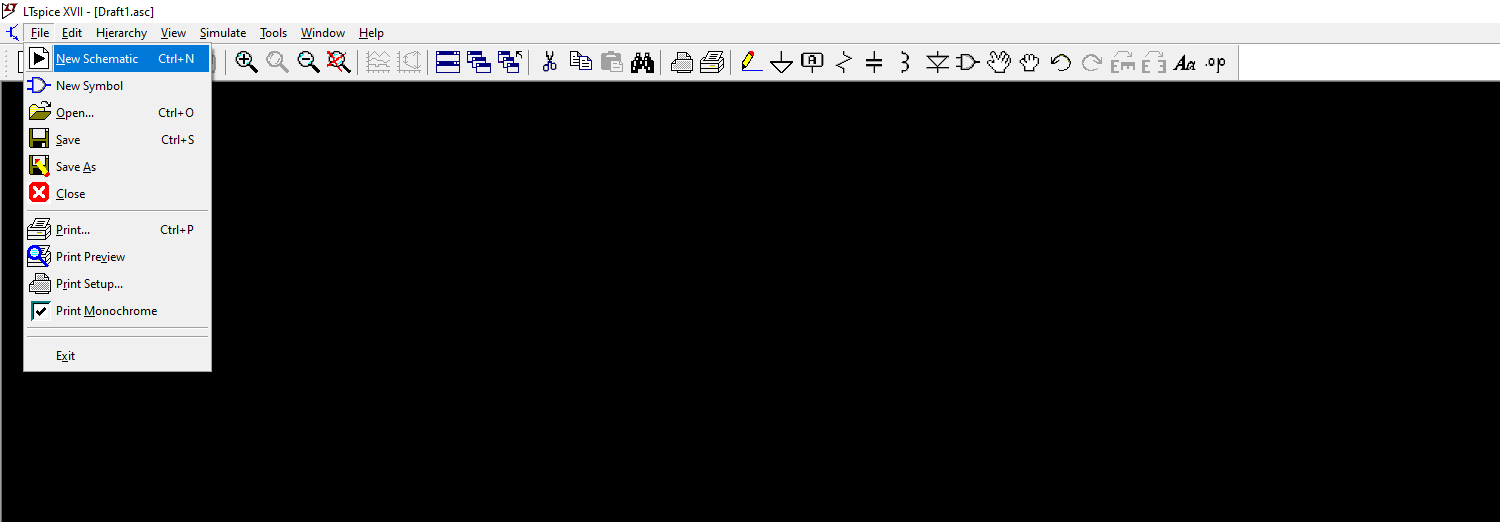 LTspice XVII - [Draft1.asc]
File Edit Hierarchy View Simulate Tools Window Help
New Schematic Ctrl+N
New Symbol
Open... Ctrl+O
Save Ctrl+S
Save As
Close
Print... Ctrl+P
Print Preview
Print Setup...
Print Monochrome
Exit
A
Aa .op